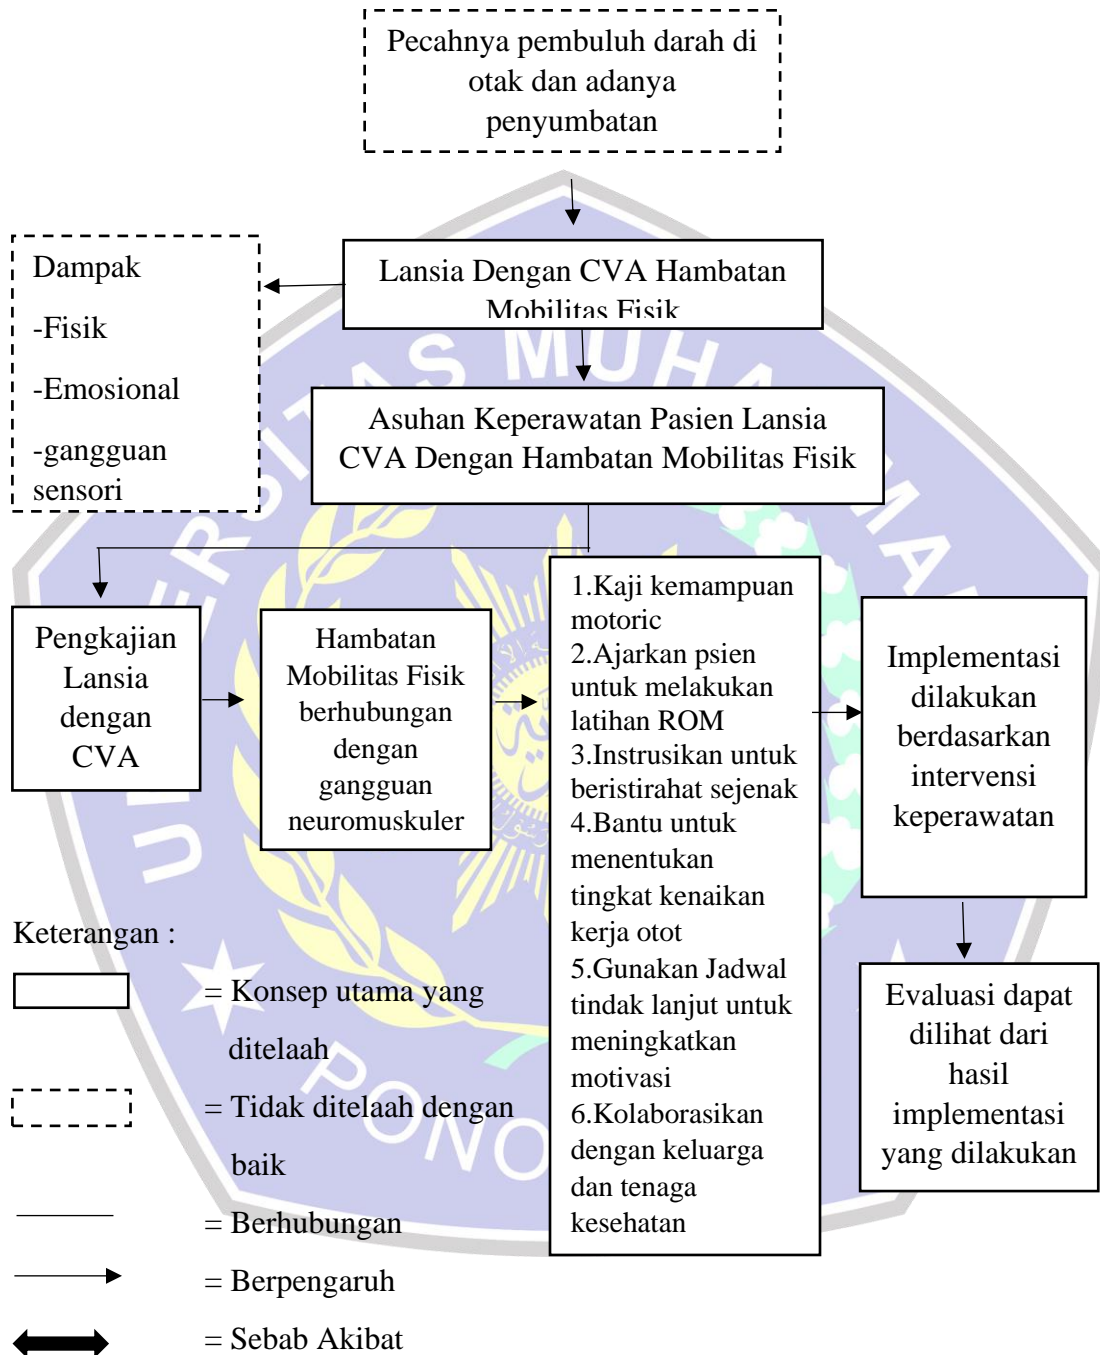 Pecahnya pembuluh darah di
otak dan adanya
penyumbatan
Dampak
-Fisik
-Emosional
-gangguan
sensori
Lansia Dengan CVA Hambatan
Mobilitas Fisik
Asuhan Keperawatan Pasien Lansia
CVA Dengan Hambatan Mobilitas Fisik
Pengkajian
Lansia
dengan
CVA
Hambatan
Mobilitas Fisik
berhubungan
dengan
gangguan
neuromuskuler
1.Kaji kemampuan
motoric
2.Ajarkan psien
untuk melakukan
latihan ROM
3.Instrusikan untuk
beristirahat sejenak
4.Bantu untuk
menentukan
tingkat kenaikan
kerja otot
5.Gunakan Jadwal
tindak lanjut untuk
meningkatkan
motivasi
6.Kolaborasikan
dengan keluarga
dan tenaga
kesehatan
Implementasi
dilakukan
berdasarkan
intervensi
keperawatan
Evaluasi dapat
dilihat dari
hasil
implementasi
yang dilakukan
Keterangan :
= Konsep utama yang
ditelaah
= Tidak ditelaah dengan
baik
= Berhubungan
= Berpengaruh
= Sebab Akibat